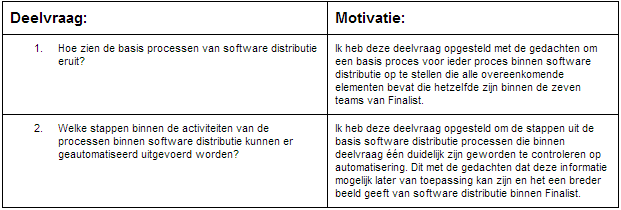 Deelvraag:
Motivatie:
1. Hoe zien de basis processen van software distributie
eruit?
Ik heb deze deelvraag opgesteld met de gedachten om
een basis proces voor ieder proces binnen software
distributie op te stellen die alle overeenkomende
elementen bevat die hetzelfde zijn binnen de zeven
teams van Finalist.
2. Welke stappen binnen de activiteiten van de
processen binnen software distributie kunnen er
geautomatiseerd uitgevoerd worden?
Ik heb deze deelvraag opgesteld om de stappen uit de
basis software distributie processen die binnen
deelvraag één duidelijk zijn geworden te controleren op
automatisering. Dit met de gedachten dat deze informatie
mogelijk later van toepassing kan zijn en het een breder
beeld geeft van software distributie binnen Finalist.